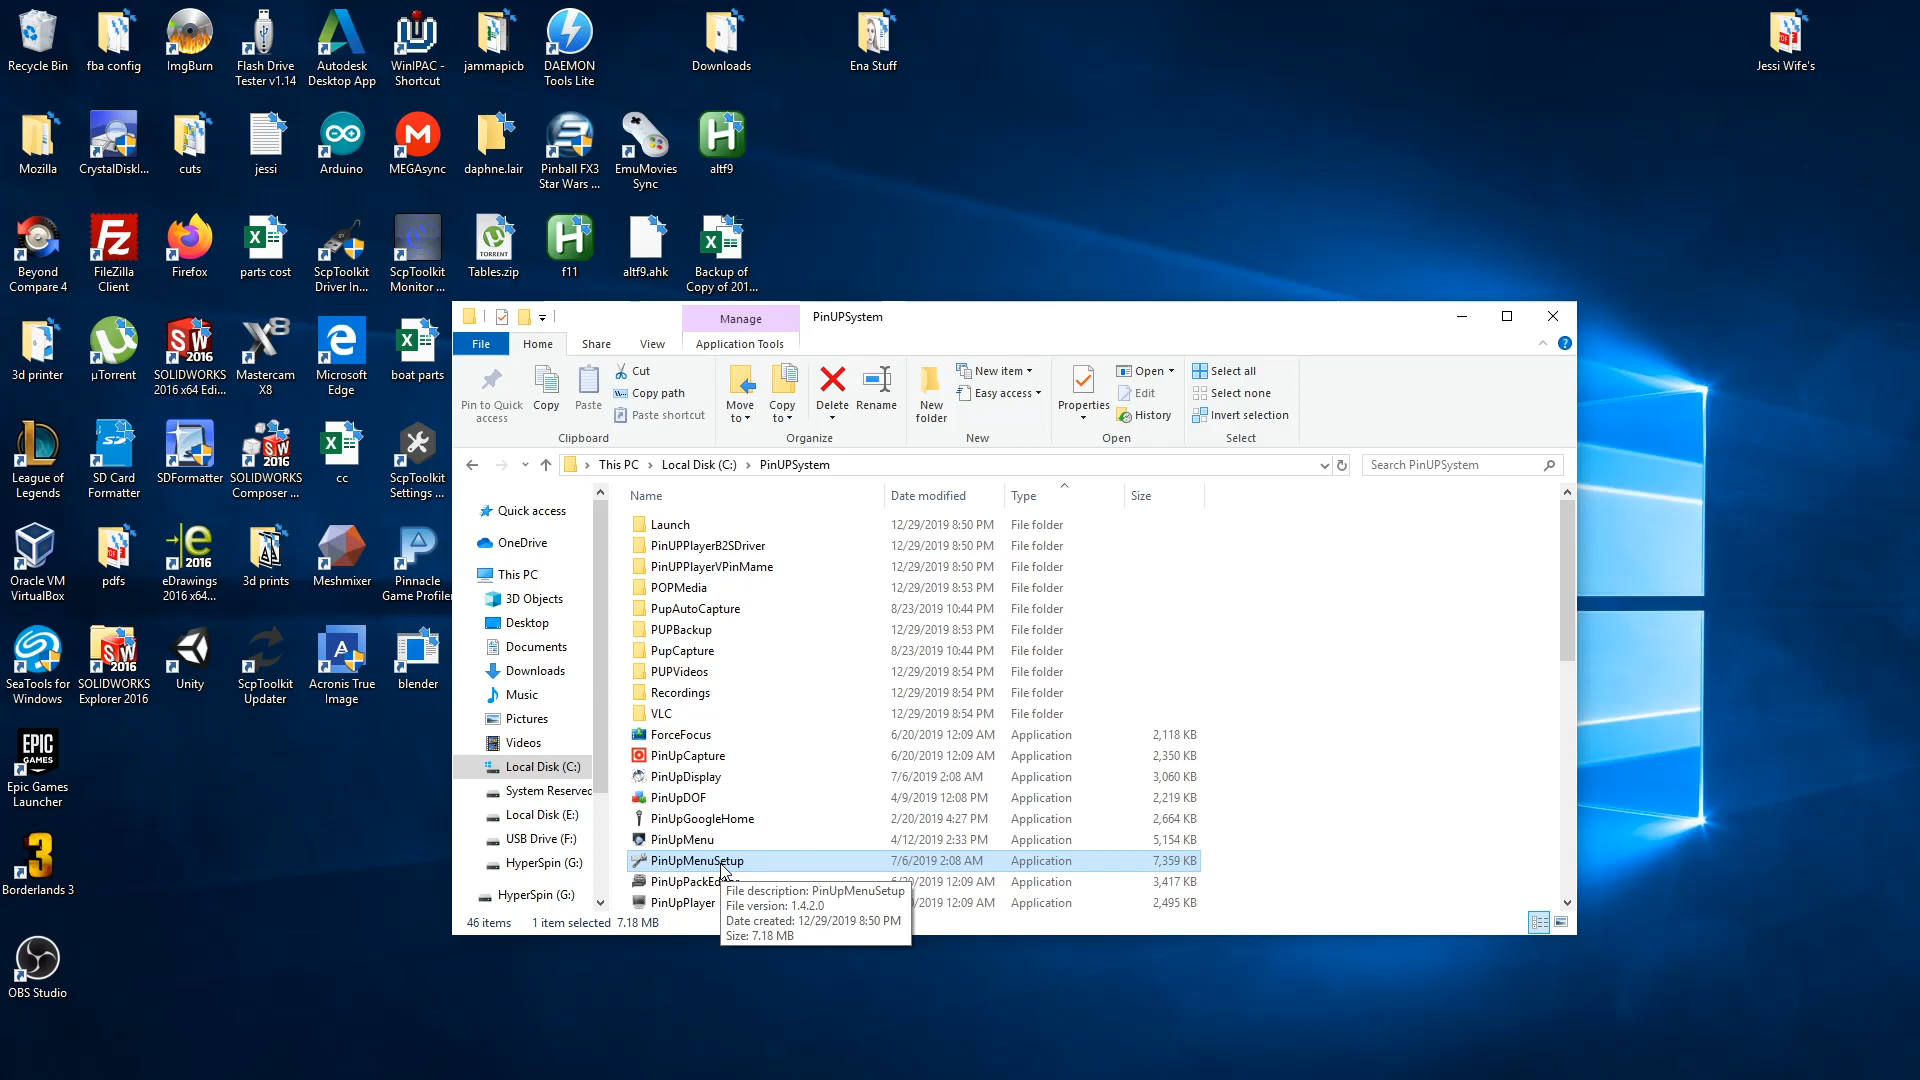 Recycle Bin
fba config
ImgBurn
Flash Drive
Tester v1.14
Autodesk
Desktop App
WinIPAC -
Shortcut
jammapicb
DAEMON
Tools Lite
Downloads
Ena Stuff
Jessi Wife's
Mozilla
CrystalDiskI...
cuts
jessi
Arduino
MEGAsync
daphne.lair
Pinball FX3
Star Wars ...
EmuMovies
Sync
altf9
Beyond
Compare 4
FileZilla
Client
Firefox
parts cost
ScpToolkit
Driver In...
ScpToolkit
Monitor ...
TORRENT
Tables.zip
f11
altf9.ahk
Backup of
Copy of 201...
3d printer
µTorrent
SOLIDWORKS
2016 x64 Edi...
Mastercam
X8
Microsoft
Edge
boat parts
League of
Legends
SD Card
Formatter
SDFormatter
SOLIDWORKS
Composer ...
cc
ScpToolkit
Settings ...
Oracle VM
VirtualBox
pdfs
eDrawings
2016 x64...
3d prints
Meshmixer
Pinnacle
Game Profiler
SeaTools for
Windows
SOLIDWORKS
Explorer 2016
Unity
ScpToolkit
Updater
Acronis True
Image
blender
EPIC
GAMES
Epic Games
Launcher
Borderlands 3
OBS Studio
Manage
PinUPSystem
File
Home
Share
View
Application Tools
Pin to Quick
access
Copy
Paste
Cut
Copy path
Paste shortcut
Clipboard
Move
to
Copy
to
Delete
Rename
Organize
New
folder
New item
Easy access
New
Properties
Open
Edit
History
Open
Select all
Select none
Invert selection
Select
This PC > Local Disk (C:) > PinUPSystem
Search PinUPSystem
Quick access
OneDrive
This PC
3D Objects
Desktop
Documents
Downloads
Music
Pictures
Videos
Local Disk (C:)
System Reserved
Local Disk (E:)
USB Drive (F:)
HyperSpin (G:)
HyperSpin (G:)
Name Date modified Type Size
Launch 12/29/2019 8:50 PM File folder
PinUPPlayerB2SDriver 12/29/2019 8:50 PM File folder
PinUPPlayerVPinMame 12/29/2019 8:50 PM File folder
POPMedia 12/29/2019 8:53 PM File folder
PupAutoCapture 8/23/2019 10:44 PM File folder
PUPBackup 12/29/2019 8:53 PM File folder
PupCapture 8/23/2019 10:44 PM File folder
PUPVideos 12/29/2019 8:54 PM File folder
Recordings 12/29/2019 8:54 PM File folder
VLC 12/29/2019 8:54 PM File folder
ForceFocus 6/20/2019 12:09 AM Application 2,118 KB
PinUpCapture 6/20/2019 12:09 AM Application 2,350 KB
PinUpDisplay 7/6/2019 2:08 AM Application 3,060 KB
PinUpDOF 4/9/2019 12:08 PM Application 2,219 KB
PinUpGoogleHome 2/20/2019 4:27 PM Application 2,664 KB
PinUpMenu 4/12/2019 2:33 PM Application 5,154 KB
PinUpMenuSetup 7/6/2019 2:08 AM Application 7,359 KB
12:09 AM Application 3,417 KB
PinUpPlayer 12:09 AM Application 2,495 KB
File description: PinUpMenuSetup
File version: 1.4.2.0
Date created: 12/29/2019 8:50 PM
Size: 7.18 MB
46 items 1 item selected 7.18 MB